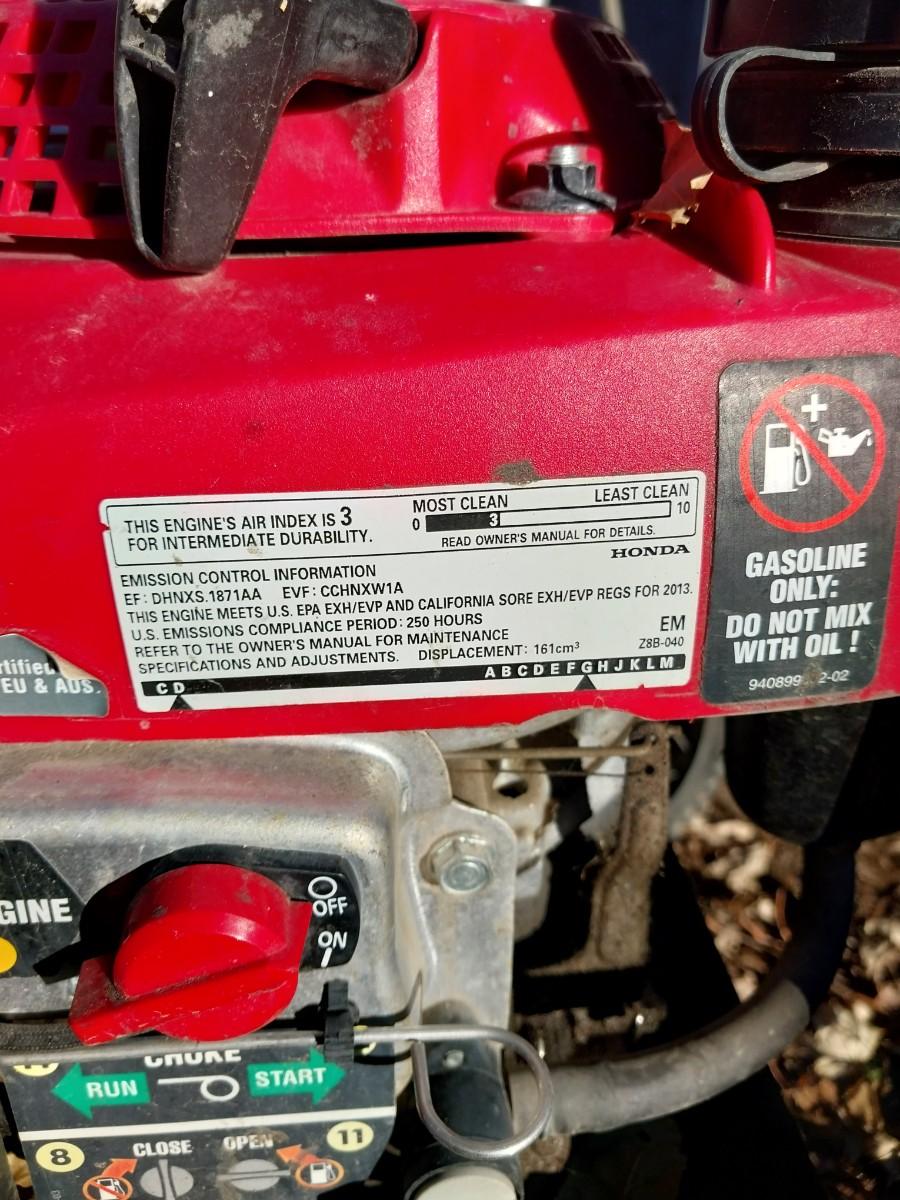 THIS ENGINE'S AIR INDEX IS 3
FOR INTERMEDIATE DURABILITY.
MOST CLEAN LEAST CLEAN
0 3 10
READ OWNER'S MANUAL FOR DETAILS.
HONDA
EMISSION CONTROL INFORMATION
EF: DHNXS.1871AA EVF: CCHNXW1A
THIS ENGINE MEETS U.S. EPA EXH/EVP AND CALIFORNIA SORE EXH/EVP REGS FOR 2013.
U.S. EMISSIONS COMPLIANCE PERIOD: 250 HOURS
EM
REFER TO THE OWNER'S MANUAL FOR MAINTENANCE
Z8B-040
SPECIFICATIONS AND ADJUSTMENTS. DISPLACEMENT: 161cm³
C D A B C D E F G H J K L M
+
GASOLINE
ONLY:
DO NOT MIX
WITH OIL !
EU & AUS.
OFF
ON
CHOKE
RUN START
CLOSE OPEN
8 11